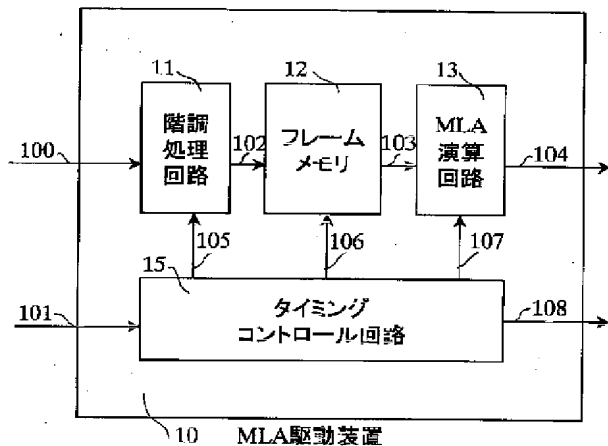 11
12
13
階調
処理
回路
フレーム
メモリ
MLA
演算
回路
100
102
103
104
105
106
107
15
タイミング
コントロール回路
101
108
10
MLA駆動装置